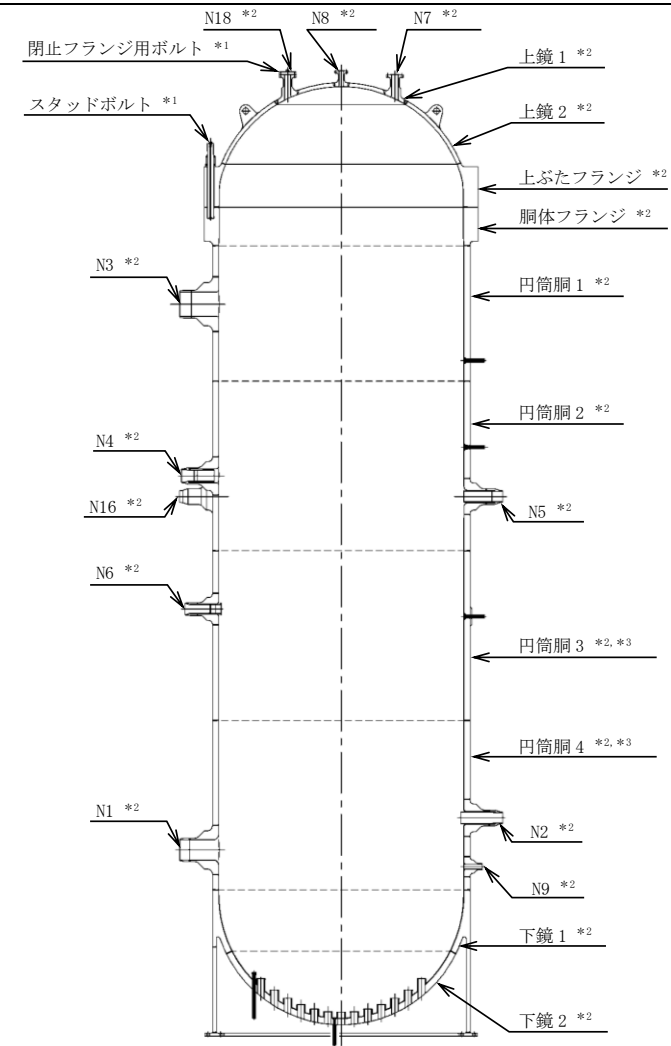 N18 *2
N8 *2
N7 *2
閉止フランジ用ボルト *1
上鏡 1 *2
スタッドボルト *1
上鏡 2 *2
上ぶたフランジ *2
胴体フランジ *2
N3 *2
円筒胴 1 *2
円筒胴 2 *2
N4 *2
N16 *2
N5 *2
N6 *2
円筒胴 3 *2, *3
円筒胴 4 *2, *3
N1 *2
N2 *2
N9 *2
下鏡 1 *2
下鏡 2 *2